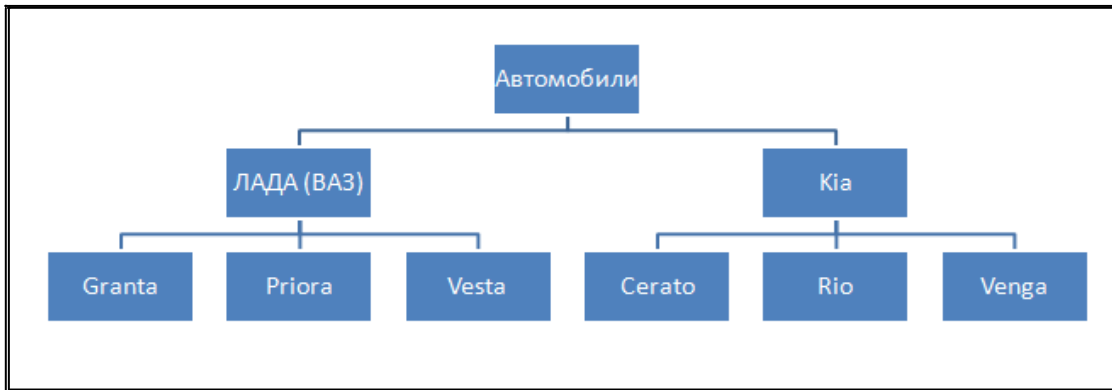 Автомобили
ЛАДА (ВАЗ)
Kia
Granta
Priora
Vesta
Cerato
Rio
Venga